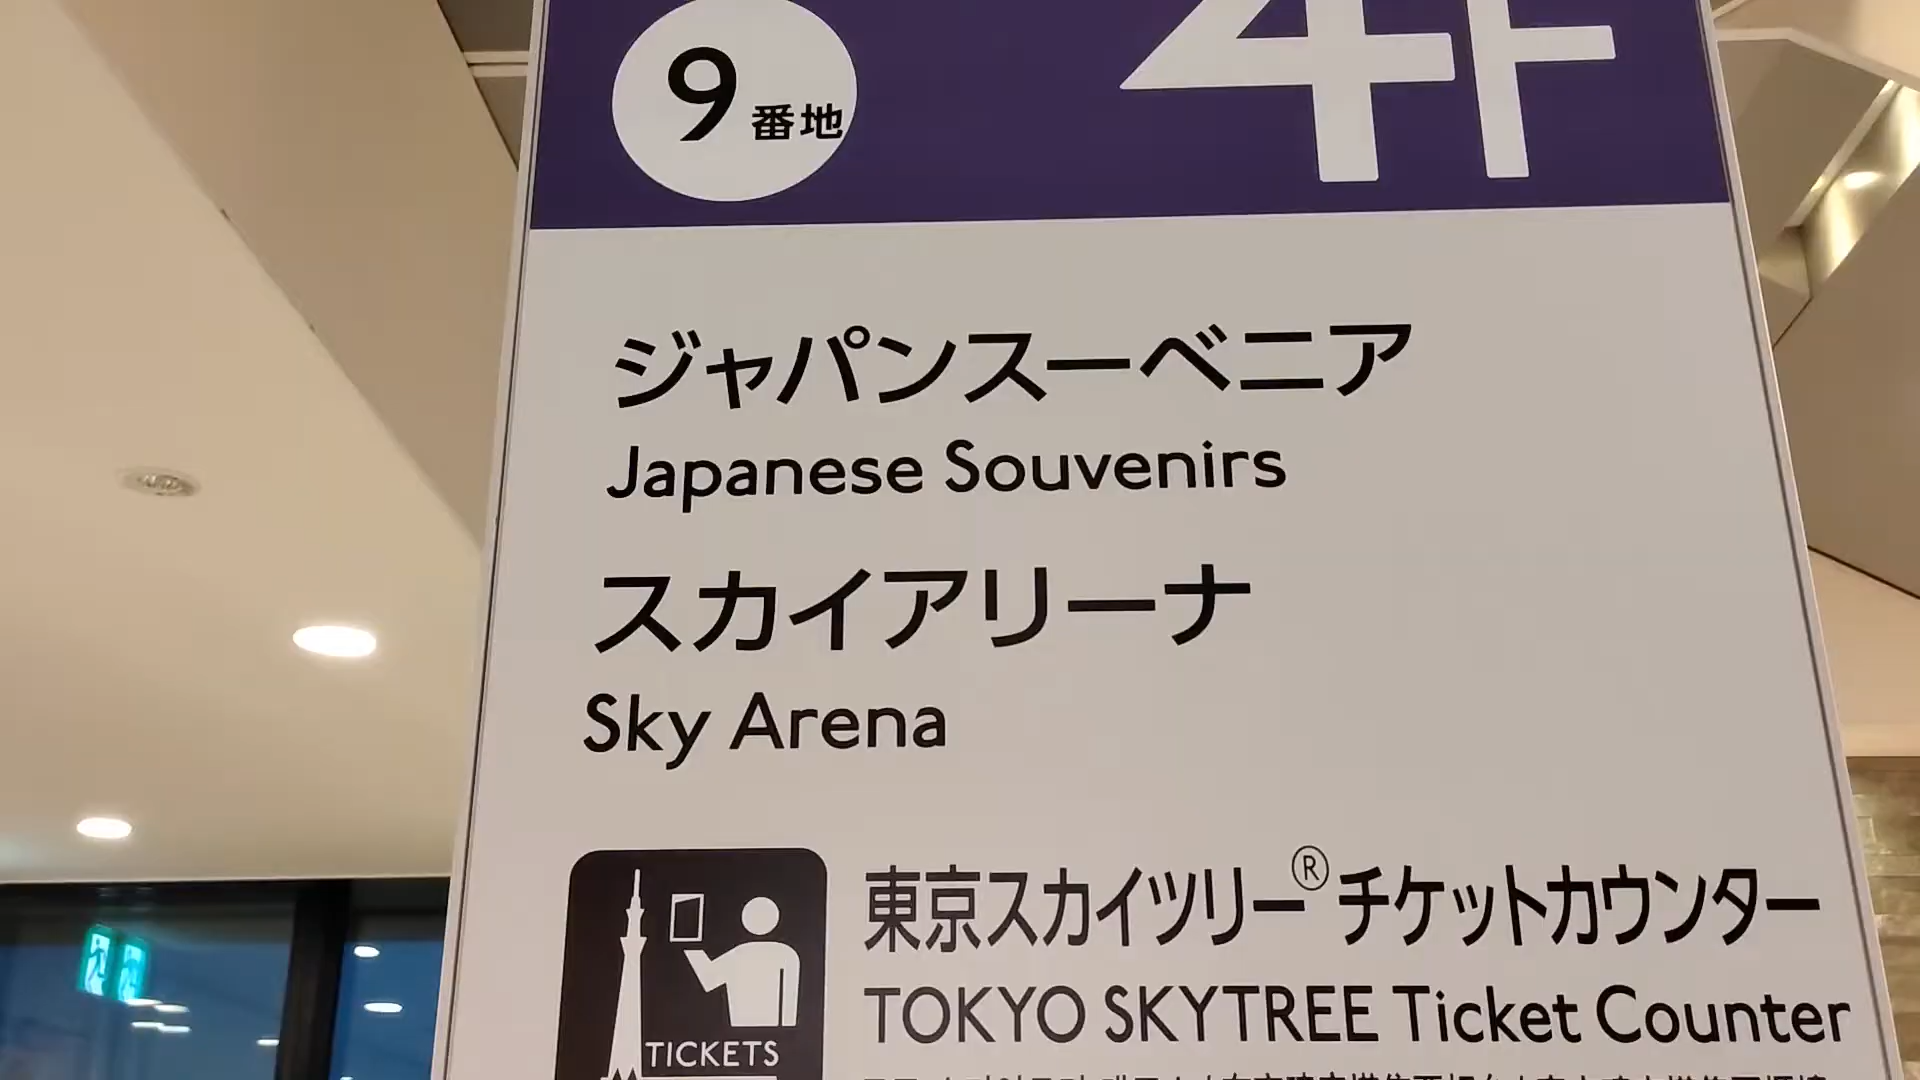 9番地 4F
ジャパンスーベニア
Japanese Souvenirs
スカイアリーナ
Sky Arena
東京スカイツリー®チケットカウンター
TOKYO SKYTREE Ticket Counter
TICKETS